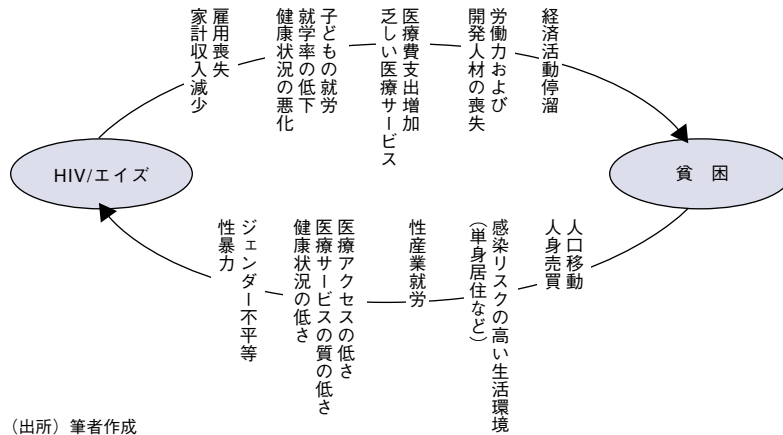 雇用喪失
家計収入減少
子どもの就労
就学率の低下
健康状況の悪化
医療費支出増加
乏しい医療サービス
労働力および
開発人材の喪失
経済活動停溜
HIV/エイズ
貧　困
ジェンダー不平等
性暴力
医療アクセスの低さ
医療サービスの質の低さ
健康状況の低さ
性産業就労
感染リスクの高い生活環境
（単身居住など）
人口移動
人身売買
（出所）筆者作成